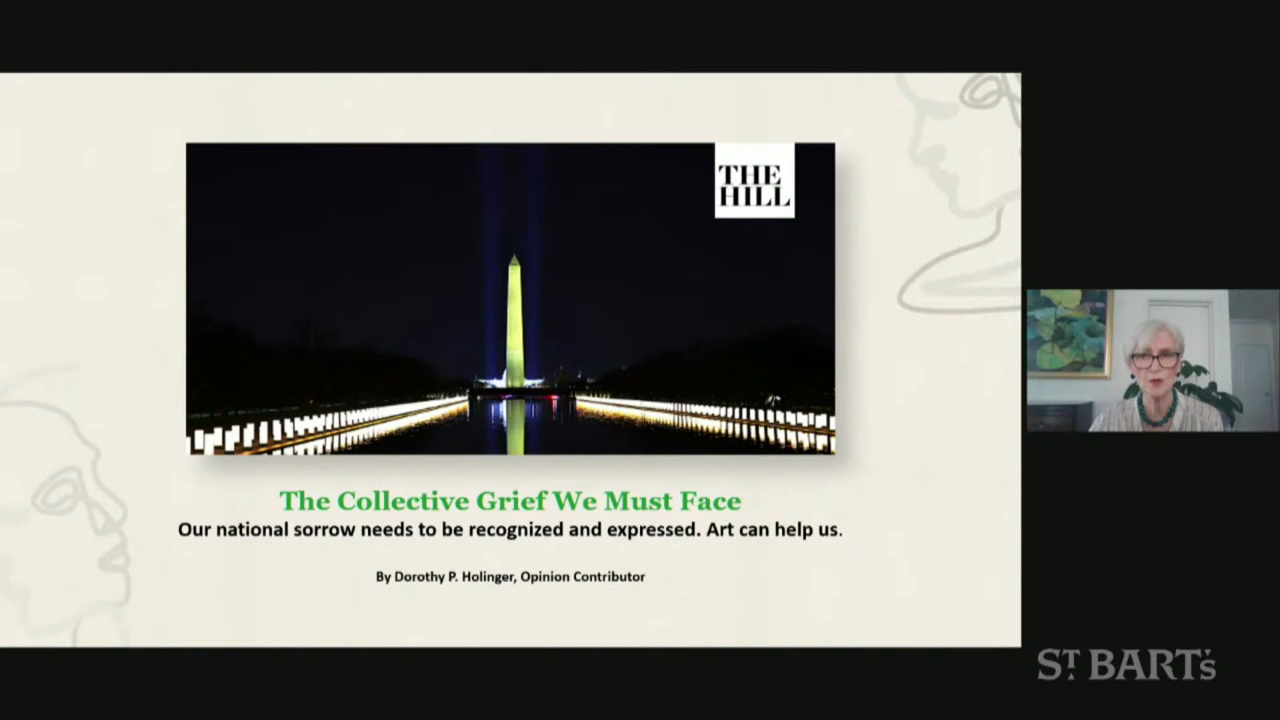 THE
HILL
The Collective Grief We Must Face
Our national sorrow needs to be recognized and expressed. Art can help us.
By Dorothy P. Holinger, Opinion Contributor
ST BART'S